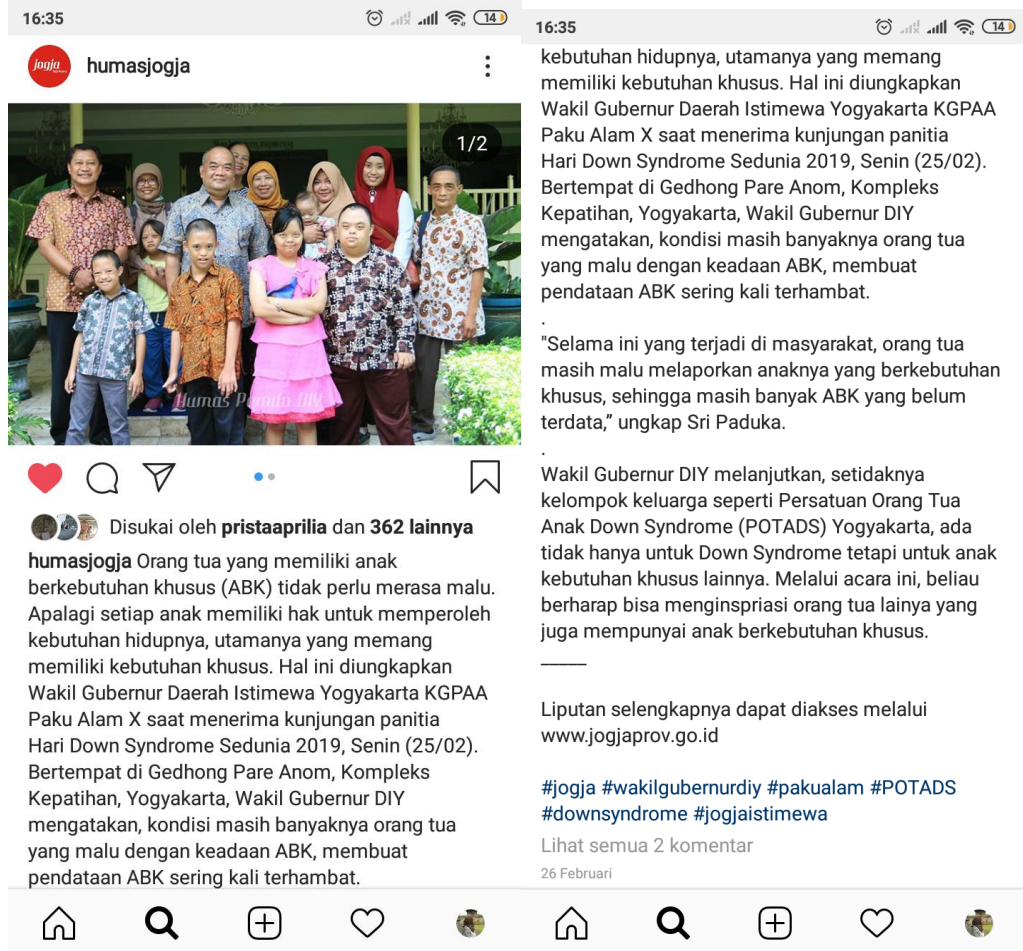 16:35
14
jogja
humasjogja
1/2
Humas Pemda DIY
Disukai oleh pristaaprilia dan 362 lainnya
humasjogja Orang tua yang memiliki anak
berkebutuhan khusus (ABK) tidak perlu merasa malu.
Apalagi setiap anak memiliki hak untuk memperoleh
kebutuhan hidupnya, utamanya yang memang
memiliki kebutuhan khusus. Hal ini diungkapkan
Wakil Gubernur Daerah Istimewa Yogyakarta KGPAA
Paku Alam X saat menerima kunjungan panitia
Hari Down Syndrome Sedunia 2019, Senin (25/02).
Bertempat di Gedhong Pare Anom, Kompleks
Kepatihan, Yogyakarta, Wakil Gubernur DIY
mengatakan, kondisi masih banyaknya orang tua
yang malu dengan keadaan ABK, membuat
pendataan ABK sering kali terhambat.
16:35
14
kebutuhan hidupnya, utamanya yang memang
memiliki kebutuhan khusus. Hal ini diungkapkan
Wakil Gubernur Daerah Istimewa Yogyakarta KGPAA
Paku Alam X saat menerima kunjungan panitia
Hari Down Syndrome Sedunia 2019, Senin (25/02).
Bertempat di Gedhong Pare Anom, Kompleks
Kepatihan, Yogyakarta, Wakil Gubernur DIY
mengatakan, kondisi masih banyaknya orang tua
yang malu dengan keadaan ABK, membuat
pendataan ABK sering kali terhambat.
.
"Selama ini yang terjadi di masyarakat, orang tua
masih malu melaporkan anaknya yang berkebutuhan
khusus, sehingga masih banyak ABK yang belum
terdata,” ungkap Sri Paduka.
.
Wakil Gubernur DIY melanjutkan, setidaknya
kelompok keluarga seperti Persatuan Orang Tua
Anak Down Syndrome (POTADS) Yogyakarta, ada
tidak hanya untuk Down Syndrome tetapi untuk anak
kebutuhan khusus lainnya. Melalui acara ini, beliau
berharap bisa menginspriasi orang tua lainya yang
juga mempunyai anak berkebutuhan khusus.
_____
Liputan selengkapnya dapat diakses melalui
www.jogjaprov.go.id
#jogja #wakilgubernurdiy #pakualam #POTADS
#downsyndrome #jogjaistimewa
Lihat semua 2 komentar
26 Februari